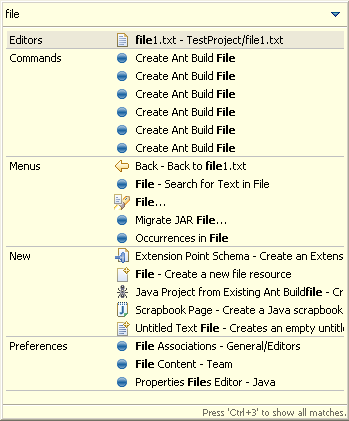 file
Editors file1.txt - TestProject/file1.txt
Commands Create Ant Build File
Create Ant Build File
Create Ant Build File
Create Ant Build File
Create Ant Build File
Create Ant Build File
Menus Back - Back to file1.txt
File - Search for Text in File
File...
Migrate JAR File...
Occurrences in File
New Extension Point Schema - Create an Extens
File - Create a new file resource
Java Project from Existing Ant Buildfile - Cr
Scrapbook Page - Create a Java scrapbook
Untitled Text File - Creates an empty untitle
Preferences File Associations - General/Editors
File Content - Team
Properties Files Editor - Java
Press 'Ctrl+3' to show all matches.